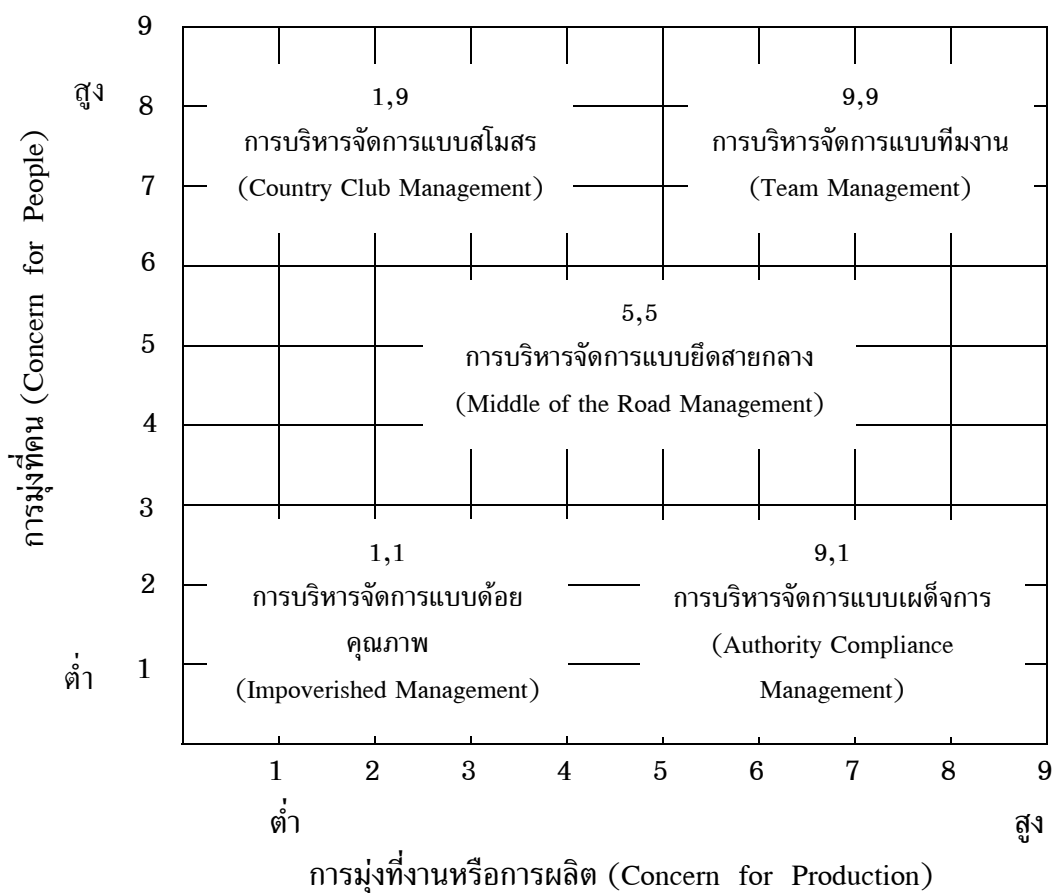 9
สูง
8
7
6
5
4
3
2
1
ต่ำ
การมุ่งที่คน (Concern for People)
1,9
การบริหารจัดการแบบสโมสร
(Country Club Management)
9,9
การบริหารจัดการแบบทีมงาน
(Team Management)
5,5
การบริหารจัดการแบบยึดสายกลาง
(Middle of the Road Management)
1,1
การบริหารจัดการแบบด้อย
คุณภาพ
(Impoverished Management)
9,1
การบริหารจัดการแบบเผด็จการ
(Authority Compliance
Management)
1 2 3 4 5 6 7 8 9
ต่ำ สูง
การมุ่งที่งานหรือการผลิต (Concern for Production)